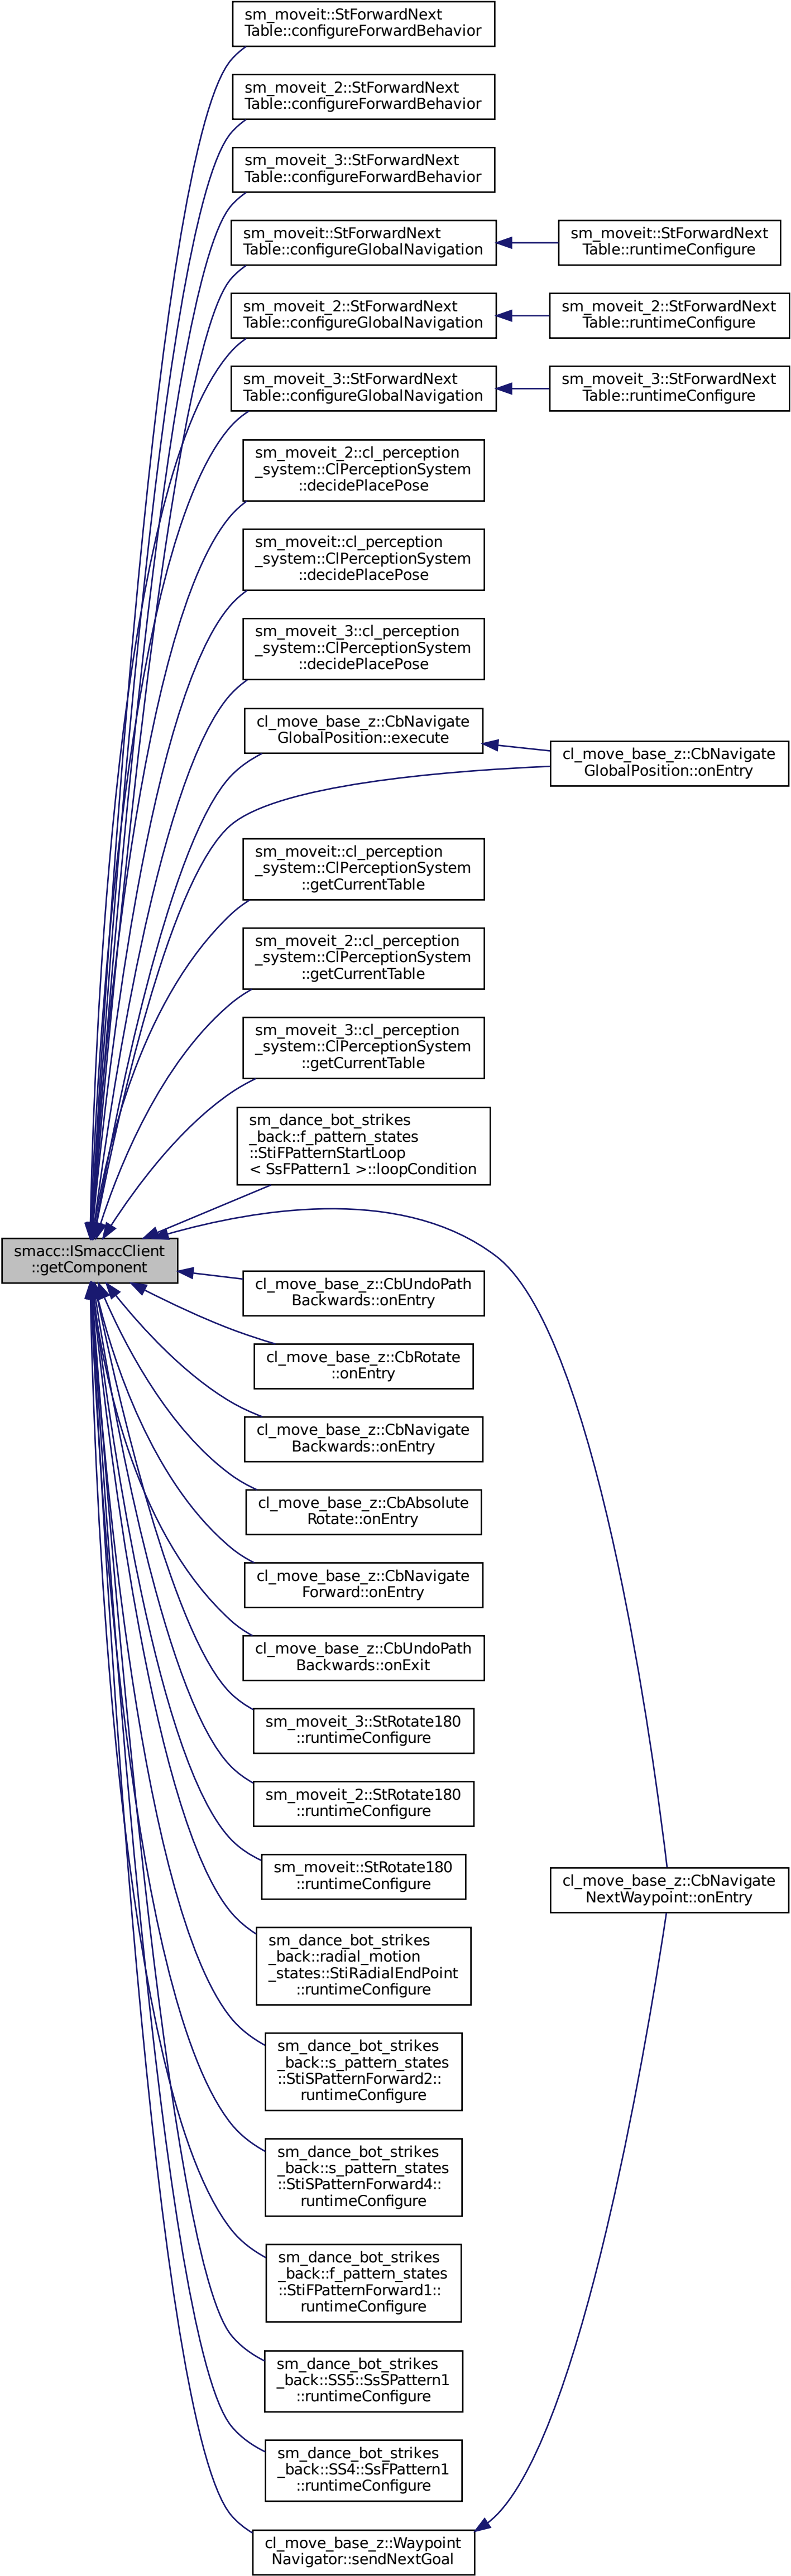 sm_moveit::StForwardNext
Table::configureForwardBehavior
sm_moveit_2::StForwardNext
Table::configureForwardBehavior
sm_moveit_3::StForwardNext
Table::configureForwardBehavior
sm_moveit::StForwardNext
Table::configureGlobalNavigation
sm_moveit::StForwardNext
Table::runtimeConfigure
sm_moveit_2::StForwardNext
Table::configureGlobalNavigation
sm_moveit_2::StForwardNext
Table::runtimeConfigure
sm_moveit_3::StForwardNext
Table::configureGlobalNavigation
sm_moveit_3::StForwardNext
Table::runtimeConfigure
sm_moveit_2::cl_perception
_system::ClPerceptionSystem
::decidePlacePose
sm_moveit::cl_perception
_system::ClPerceptionSystem
::decidePlacePose
sm_moveit_3::cl_perception
_system::ClPerceptionSystem
::decidePlacePose
cl_move_base_z::CbNavigate
GlobalPosition::execute
cl_move_base_z::CbNavigate
GlobalPosition::onEntry
sm_moveit::cl_perception
_system::ClPerceptionSystem
::getCurrentTable
sm_moveit_2::cl_perception
_system::ClPerceptionSystem
::getCurrentTable
sm_moveit_3::cl_perception
_system::ClPerceptionSystem
::getCurrentTable
sm_dance_bot_strikes
_back::f_pattern_states
::StiFPatternStartLoop
< SsFPattern1 >::loopCondition
smacc::ISmaccClient
::getComponent
cl_move_base_z::CbUndoPath
Backwards::onEntry
cl_move_base_z::CbRotate
::onEntry
cl_move_base_z::CbNavigate
Backwards::onEntry
cl_move_base_z::CbAbsolute
Rotate::onEntry
cl_move_base_z::CbNavigate
Forward::onEntry
cl_move_base_z::CbUndoPath
Backwards::onExit
sm_moveit_3::StRotate180
::runtimeConfigure
sm_moveit_2::StRotate180
::runtimeConfigure
sm_moveit::StRotate180
::runtimeConfigure
cl_move_base_z::CbNavigate
NextWaypoint::onEntry
sm_dance_bot_strikes
_back::radial_motion
_states::StiRadialEndPoint
::runtimeConfigure
sm_dance_bot_strikes
_back::s_pattern_states
::StiSPatternForward2::
runtimeConfigure
sm_dance_bot_strikes
_back::s_pattern_states
::StiSPatternForward4::
runtimeConfigure
sm_dance_bot_strikes
_back::f_pattern_states
::StiFPatternForward1::
runtimeConfigure
sm_dance_bot_strikes
_back::SS5::SsSPattern1
::runtimeConfigure
sm_dance_bot_strikes
_back::SS4::SsFPattern1
::runtimeConfigure
cl_move_base_z::Waypoint
Navigator::sendNextGoal